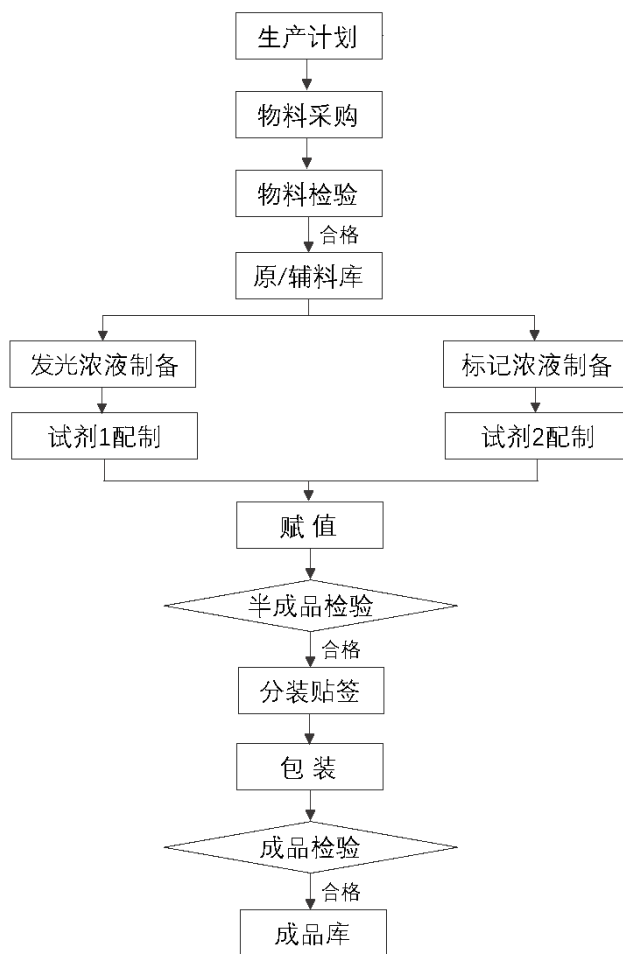 生产计划
物料采购
物料检验
合格
原/辅料库
发光浓液制备
标记浓液制备
试剂1配制
试剂2配制
赋 值
半成品检验
合格
分装贴签
包 装
成品检验
合格
成品库